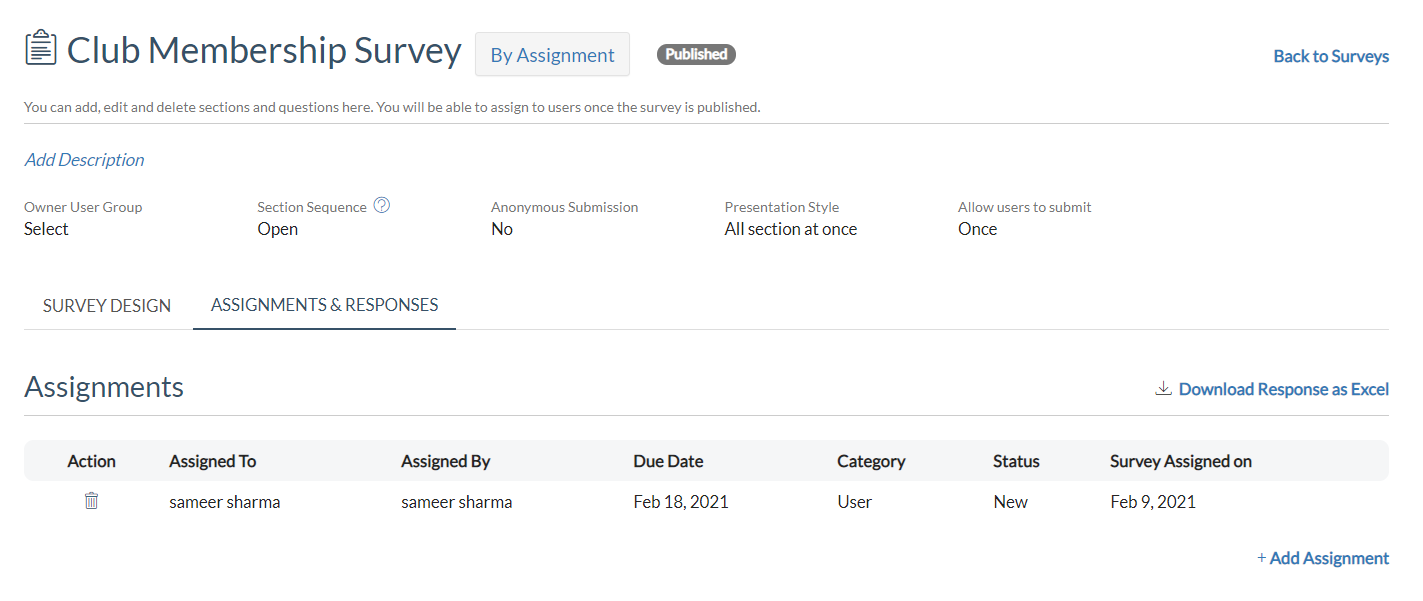 Club Membership Survey By Assignment Published Back to Surveys
You can add, edit and delete sections and questions here. You will be able to assign to users once the survey is published.
Add Description
Owner User Group Section Sequence ? Anonymous Submission Presentation Style Allow users to submit
Select Open No All section at once Once
SURVEY DESIGN ASSIGNMENTS & RESPONSES
Assignments Download Response as Excel
Action Assigned To Assigned By Due Date Category Status Survey Assigned on
sameer sharma sameer sharma Feb 18, 2021 User New Feb 9, 2021
+ Add Assignment